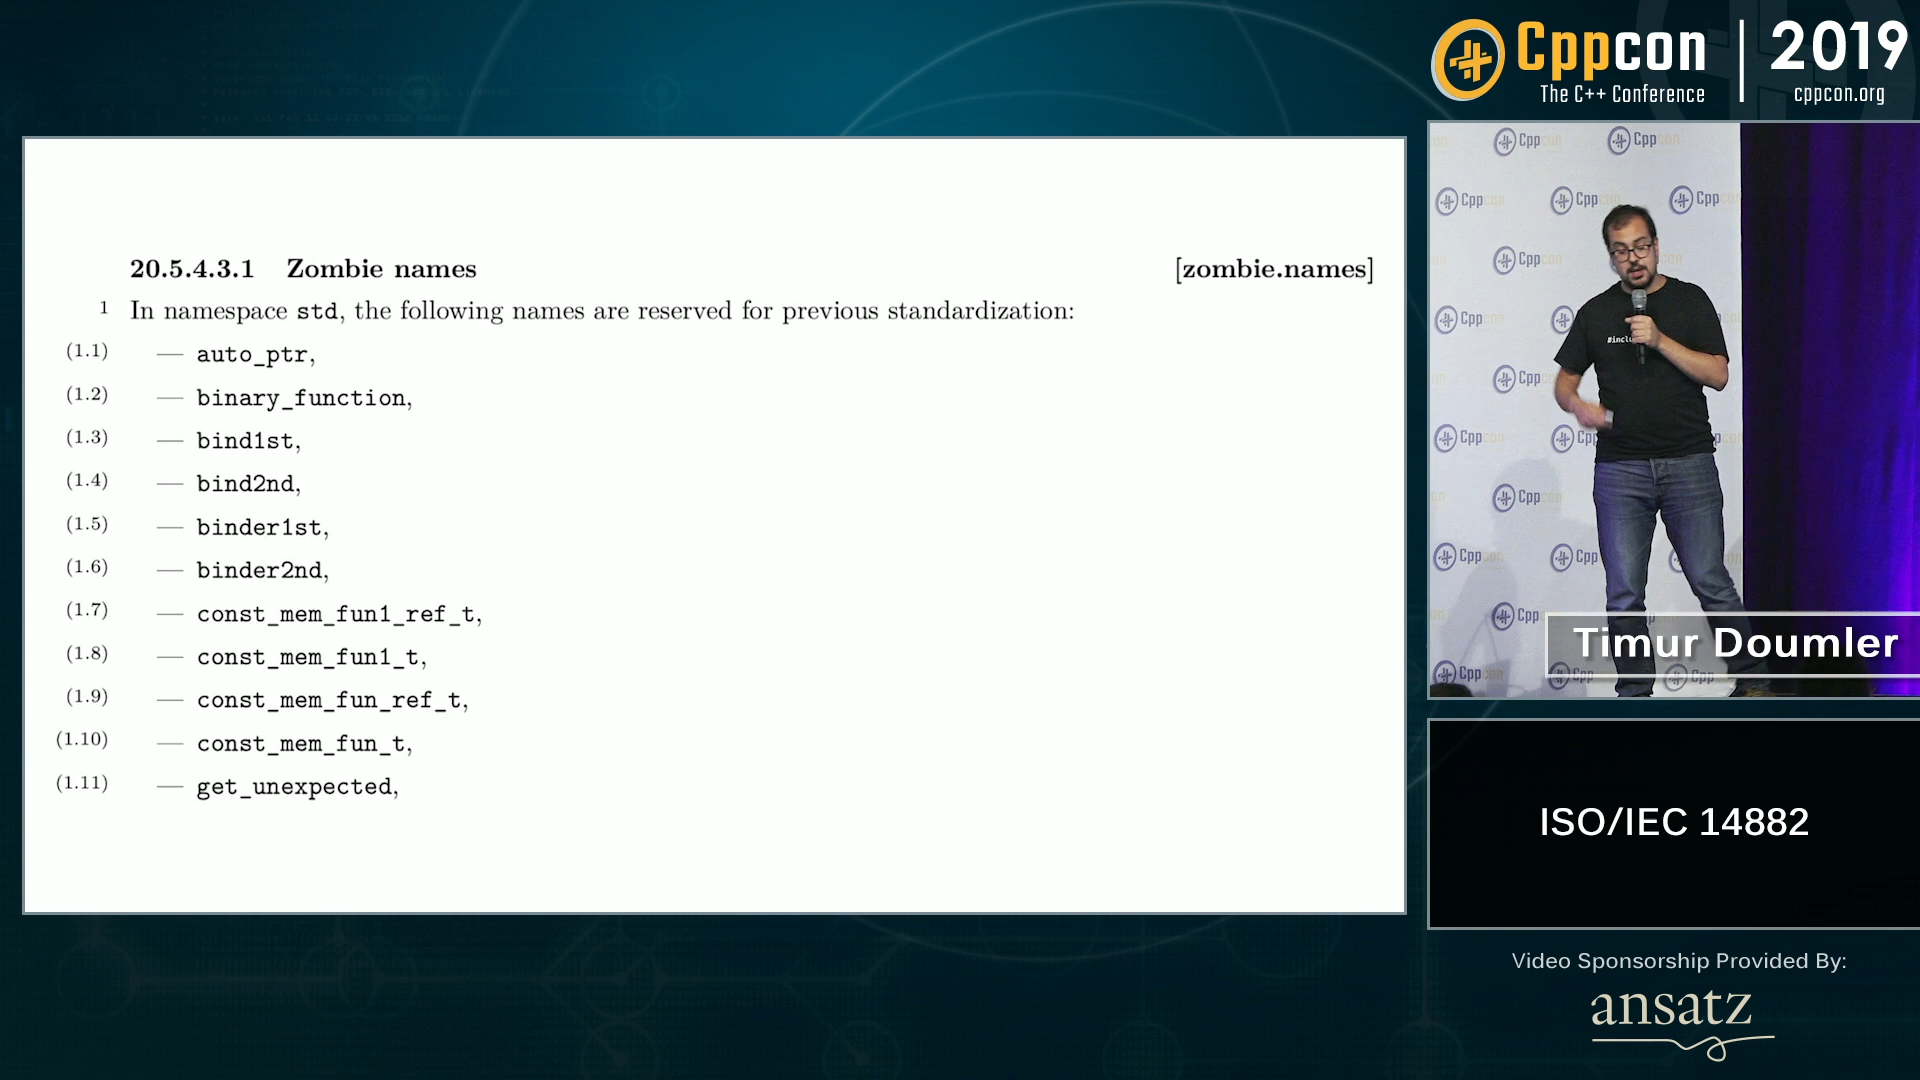 Cppcon 2019
The C++ Conference cppcon.org
20.5.4.3.1 Zombie names [zombie.names]
1 In namespace std, the following names are reserved for previous standardization:
(1.1) — auto_ptr,
(1.2) — binary_function,
(1.3) — bind1st,
(1.4) — bind2nd,
(1.5) — binder1st,
(1.6) — binder2nd,
(1.7) — const_mem_fun1_ref_t,
(1.8) — const_mem_fun1_t,
(1.9) — const_mem_fun_ref_t,
(1.10) — const_mem_fun_t,
(1.11) — get_unexpected,
#incl
Timur Doumler
ISO/IEC 14882
Video Sponsorship Provided By:
ansatz